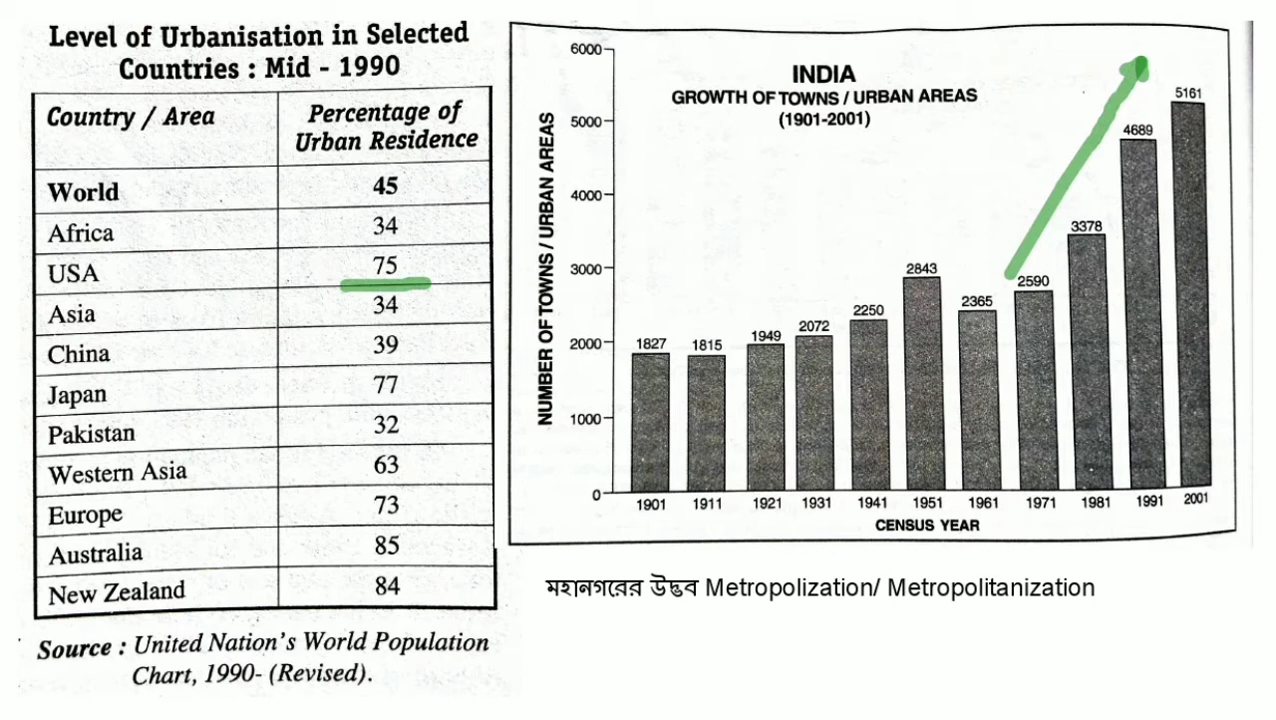 Level of Urbanisation in Selected
Countries : Mid - 1990
Country / Area
Percentage of
Urban Residence
World 45
Africa 34
USA 75
Asia 34
China 39
Japan 77
Pakistan 32
Western Asia 63
Europe 73
Australia 85
New Zealand 84
Source : United Nation's World Population
Chart, 1990- (Revised).
INDIA
GROWTH OF TOWNS / URBAN AREAS
(1901-2001)
NUMBER OF TOWNS / URBAN AREAS
6000
5000
4000
3000
2000
1000
0
1827 1815 1949 2072 2250 2843 2365 2590 3378 4689 5161
1901 1911 1921 1931 1941 1951 1961 1971 1981 1991 2001
CENSUS YEAR
মহানগরের উদ্ভব Metropolization/ Metropolitanization